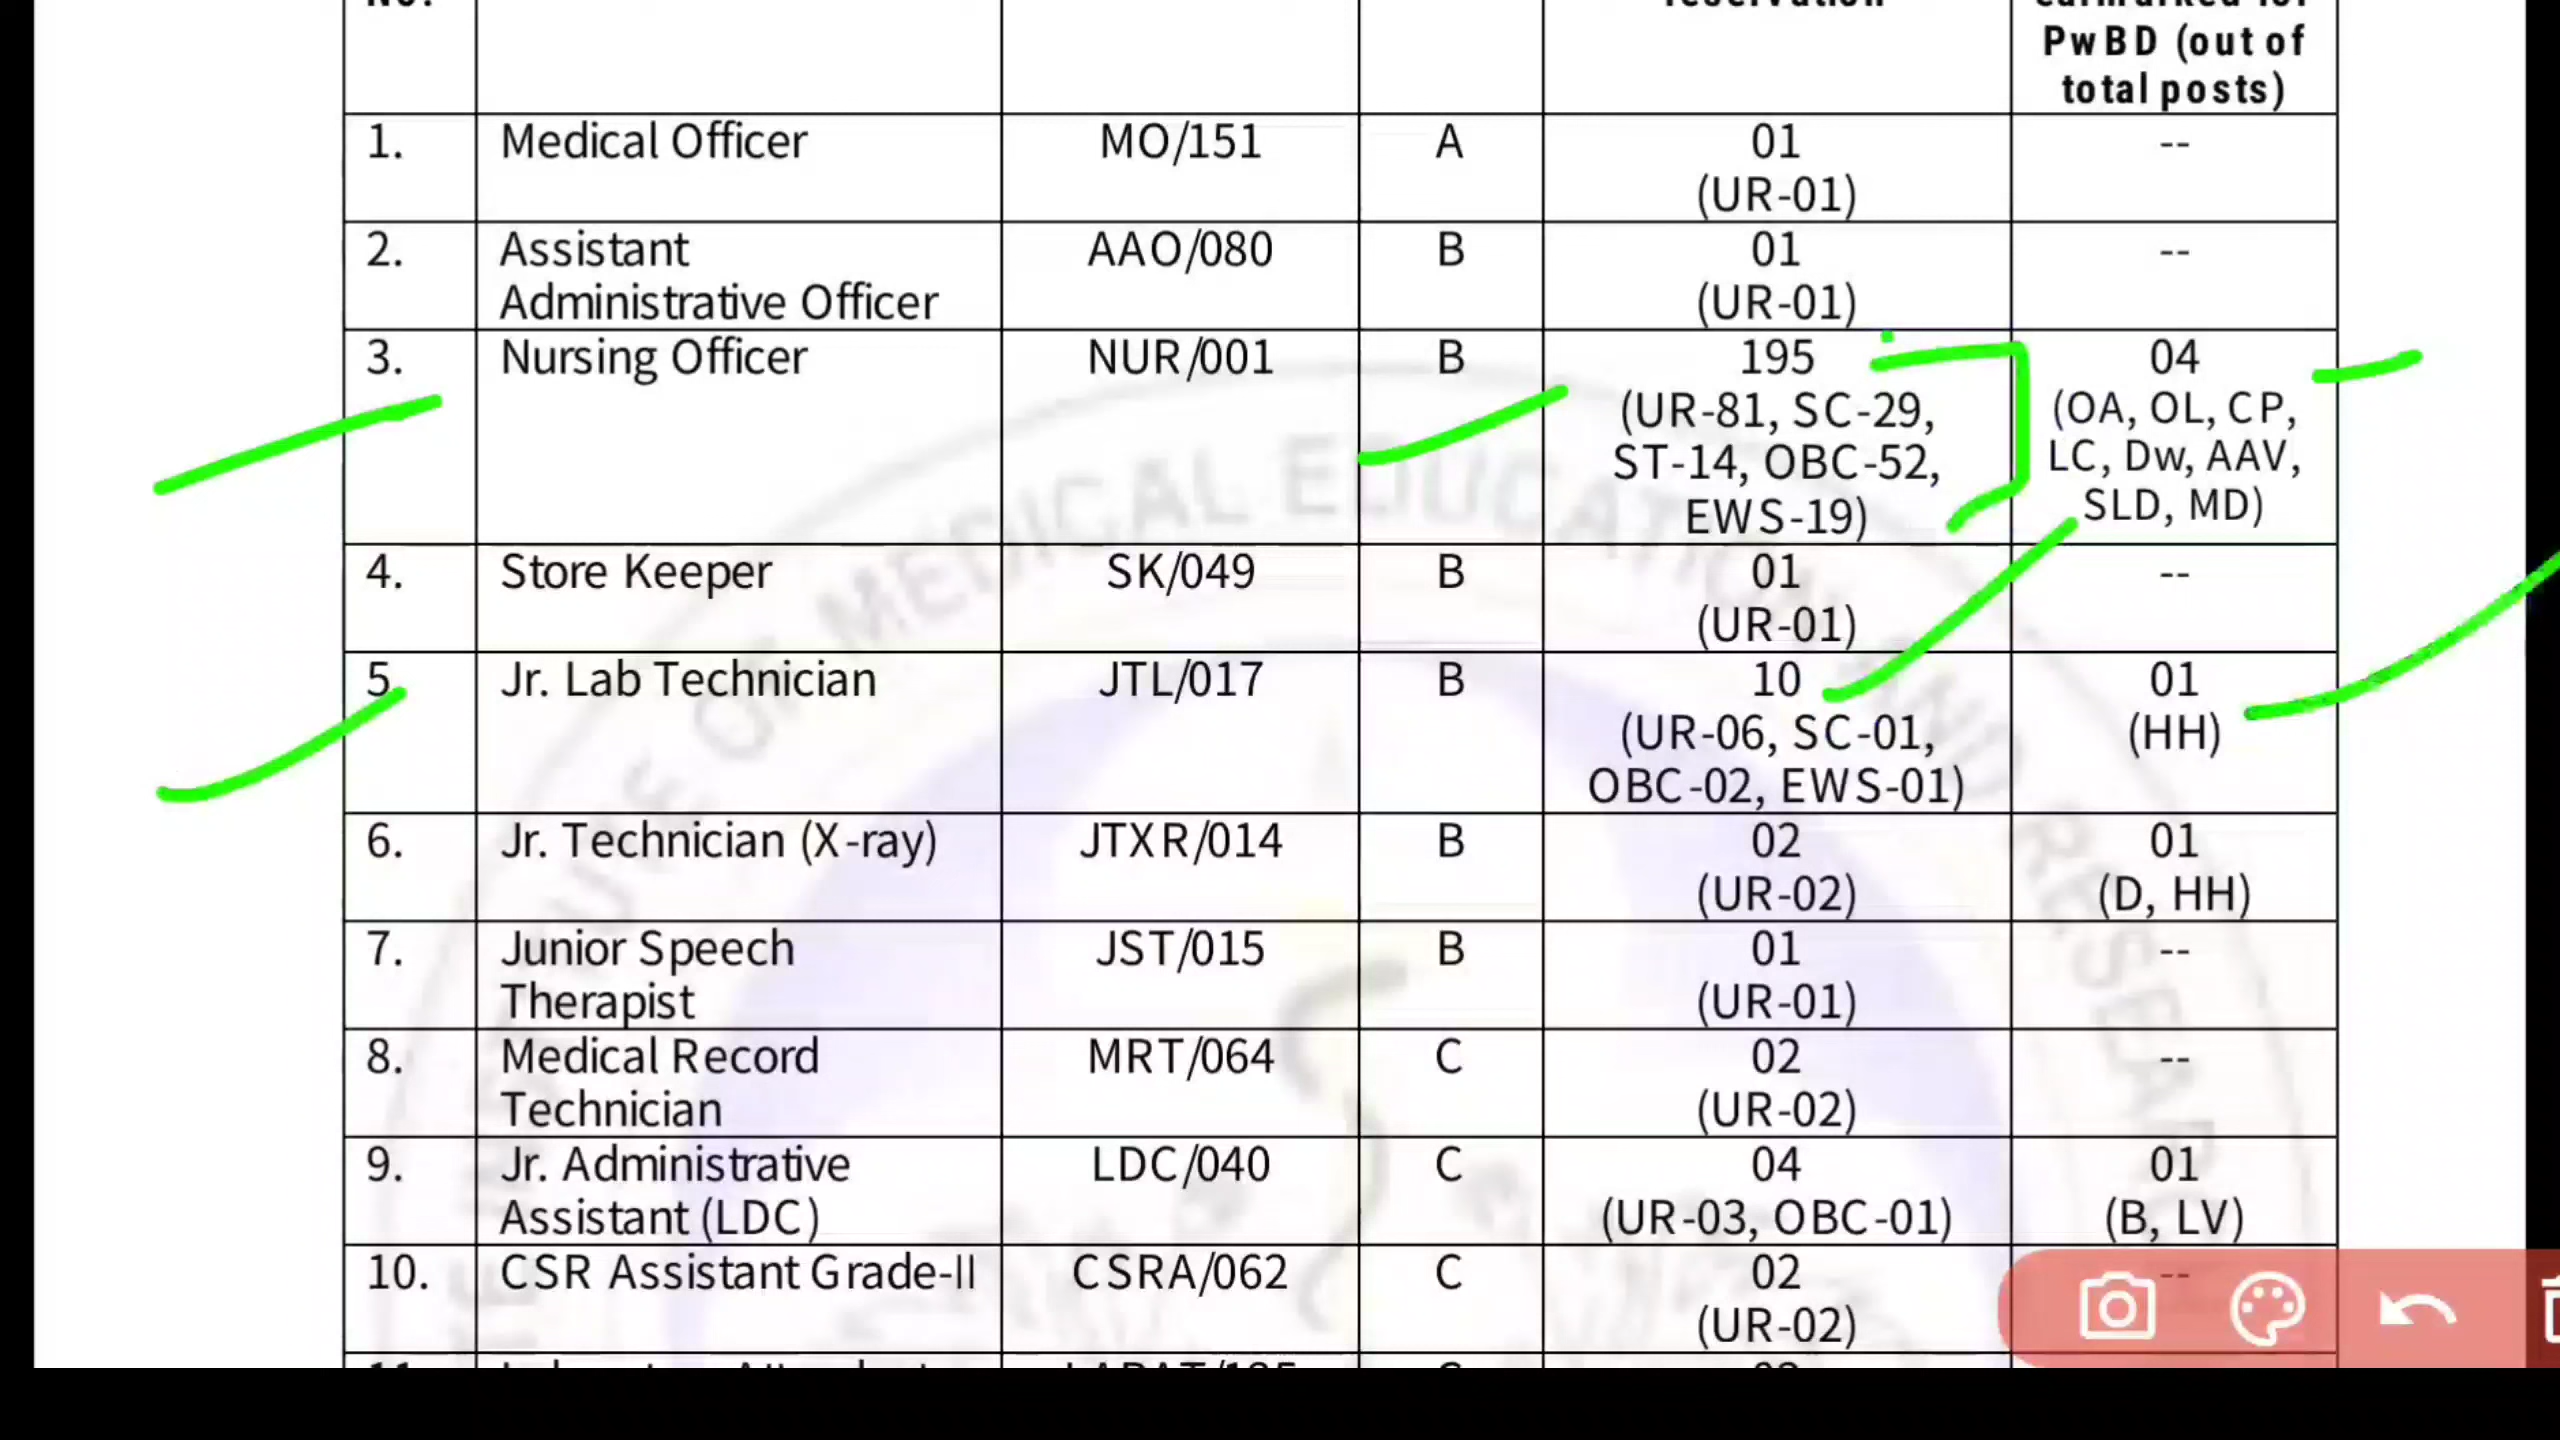 reservation
PwBD (out of
total posts)
1. Medical Officer MO/151 A 01 --
(UR-01)
2. Assistant AAO/080 B 01 --
Administrative Officer (UR-01)
3. Nursing Officer NUR/001 B 195 04
(UR-81, SC-29, (OA, OL, CP,
ST-14, OBC-52, LC, Dw, AAV,
EWS-19) SLD, MD)
4. Store Keeper SK/049 B 01 --
(UR-01)
5. Jr. Lab Technician JTL/017 B 10 01
(UR-06, SC-01, (HH)
OBC-02, EWS-01)
6. Jr. Technician (X-ray) JTXR/014 B 02 01
(UR-02) (D, HH)
7. Junior Speech JST/015 B 01 --
Therapist (UR-01)
8. Medical Record MRT/064 C 02 --
Technician (UR-02)
9. Jr. Administrative LDC/040 C 04 01
Assistant (LDC) (UR-03, OBC-01) (B, LV)
10. CSR Assistant Grade-II CSRA/062 C 02 --
(UR-02)
OF MEDICAL EDUCATION AND RESEARCH